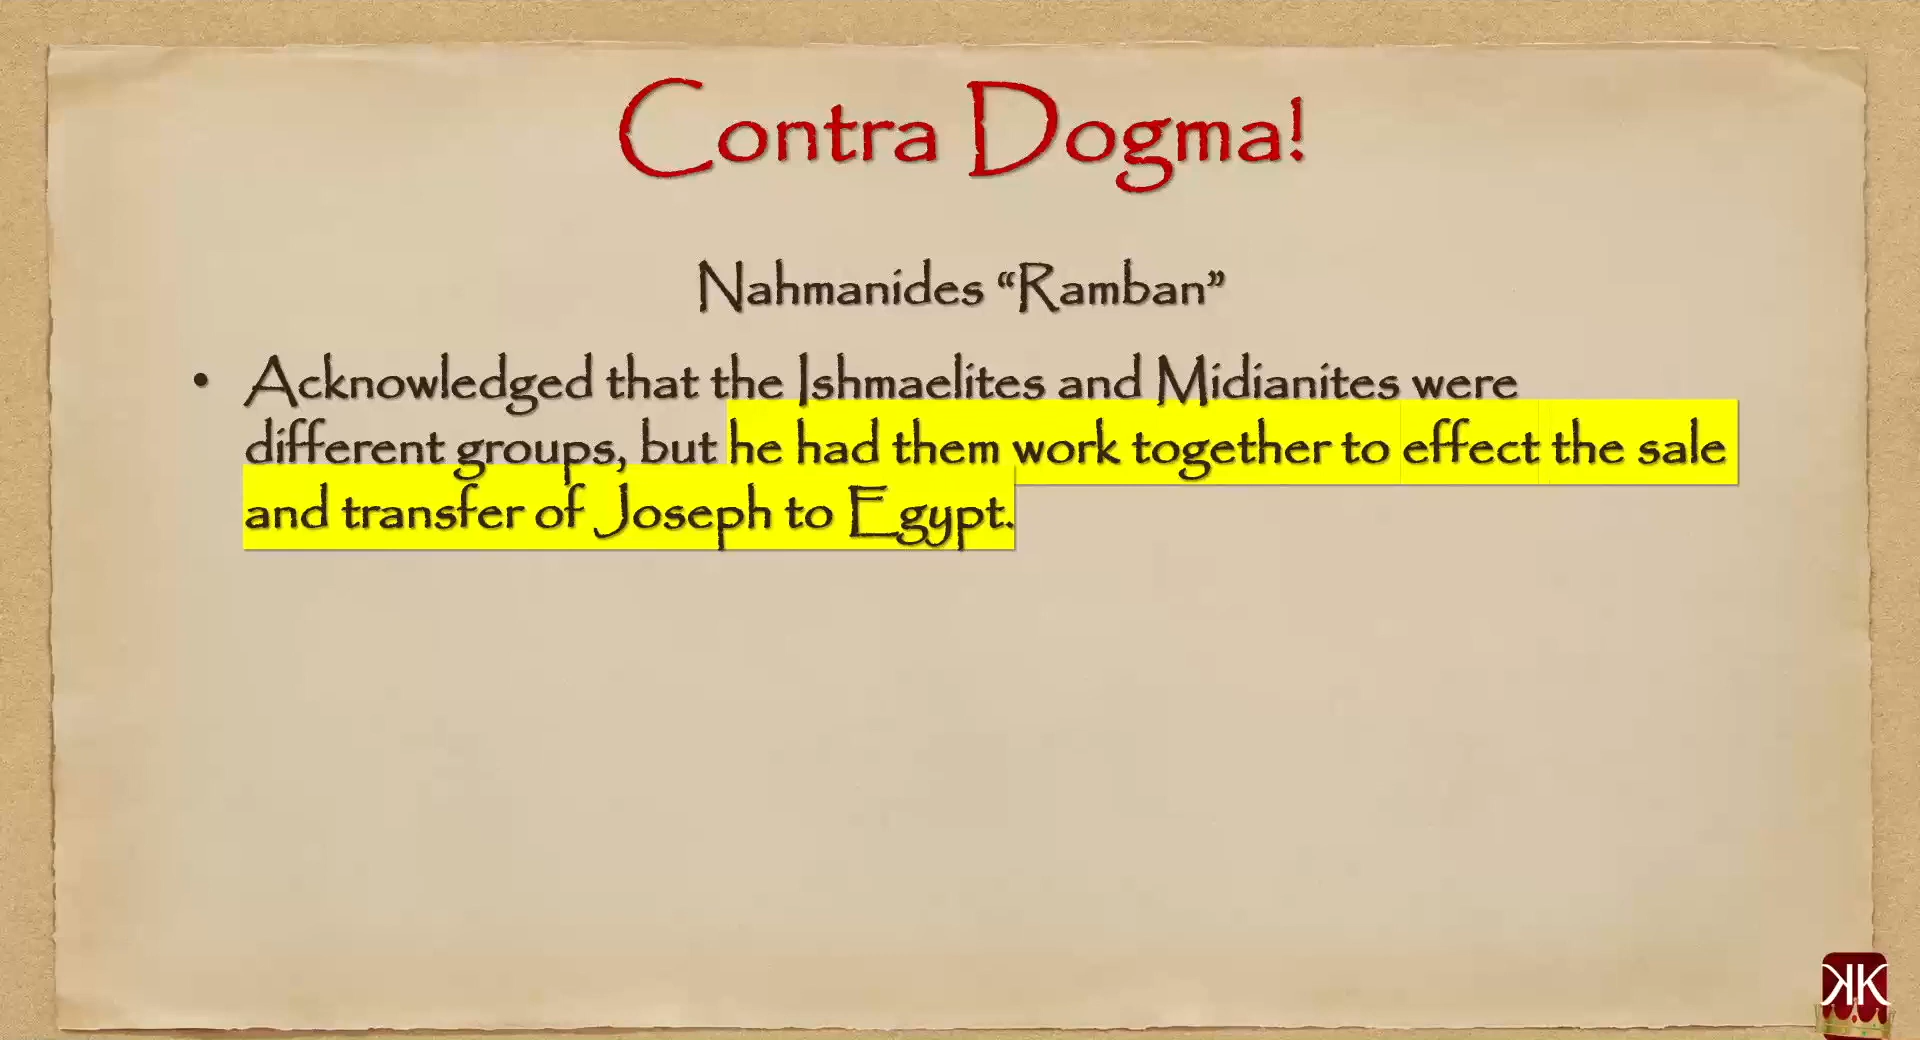 Contra Dogma!
Nahmanides “Ramban”
• Acknowledged that the Ishmaelites and Midianites were
different groups, but he had them work together to effect the sale
and transfer of Joseph to Egypt.
KK